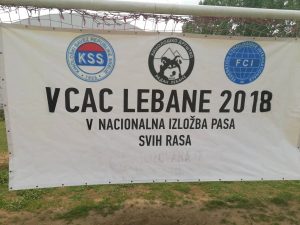 KSS
FCI
V CAC LEBANE 2018
V NACIONALNA IZLOŽBA PASA
SVIH RASA